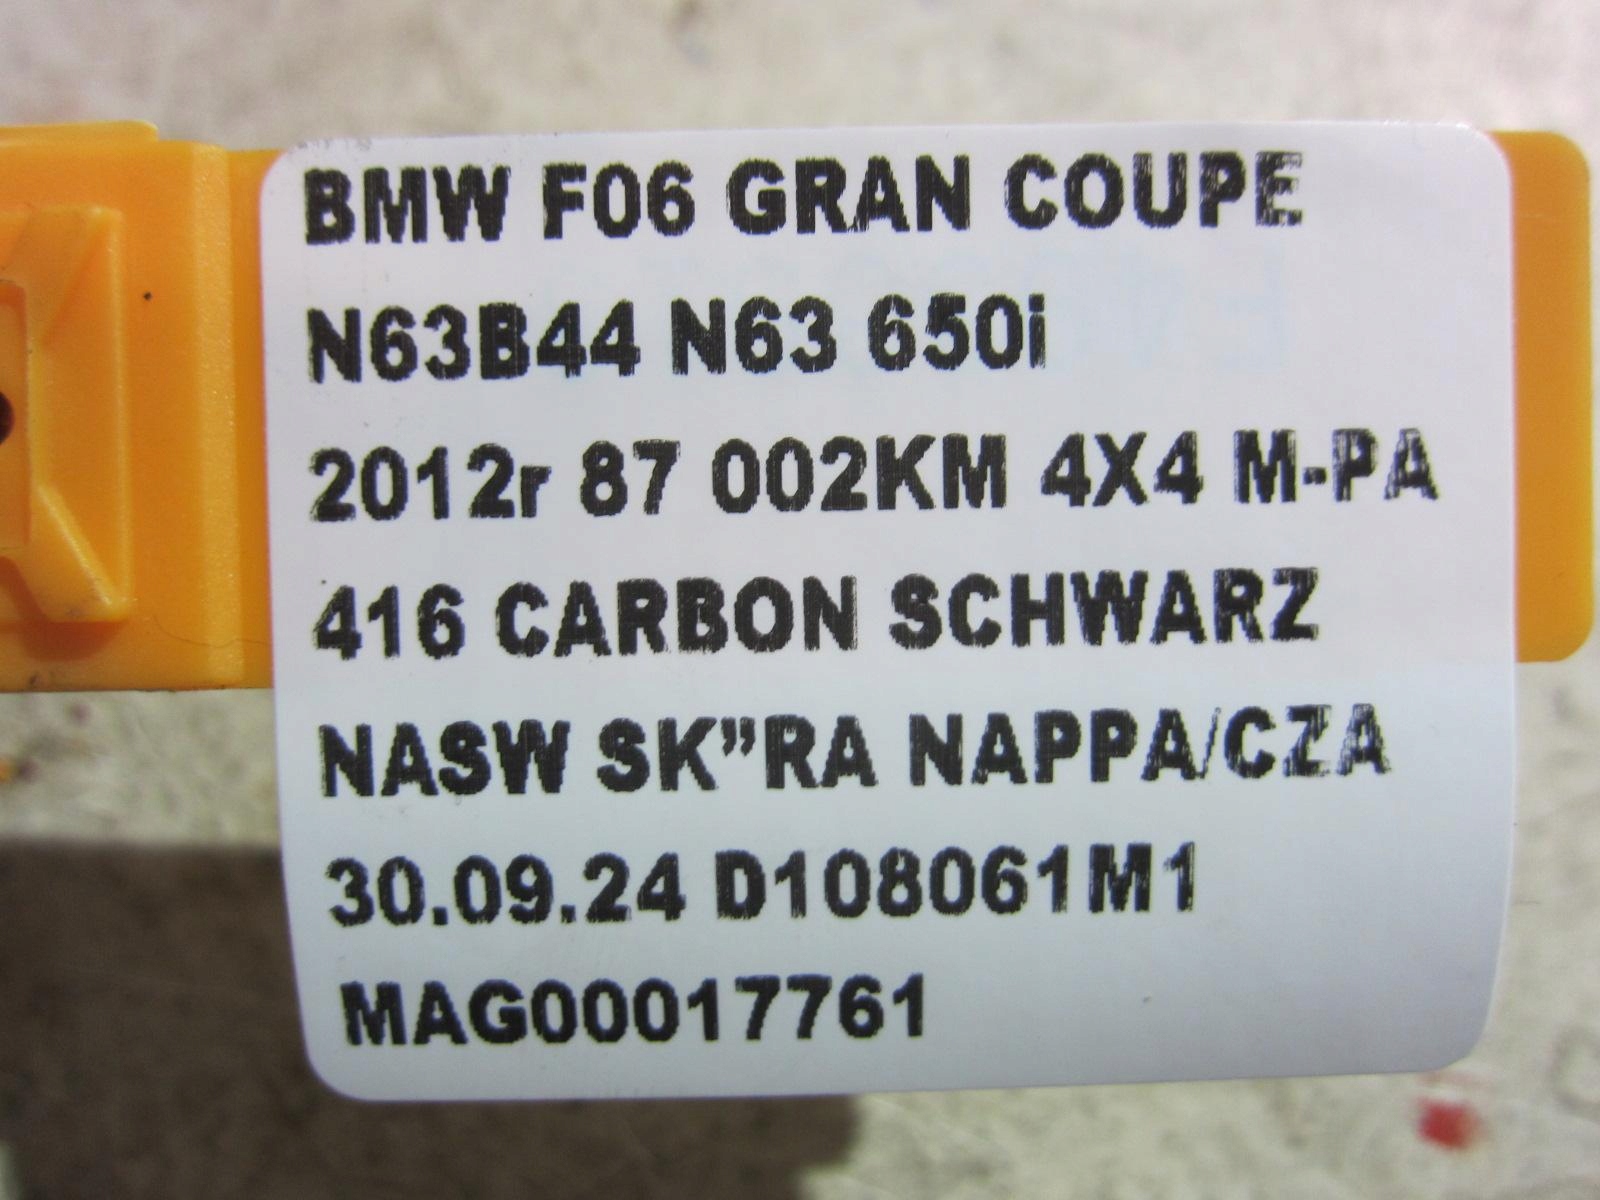 BMW F06 GRAN COUPE
N63B44 N63 650i
2012r 87 002KM 4X4 M-PA
416 CARBON SCHWARZ
NASW SK”RA NAPPA/CZA
30.09.24 D108061M1
MAG00017761